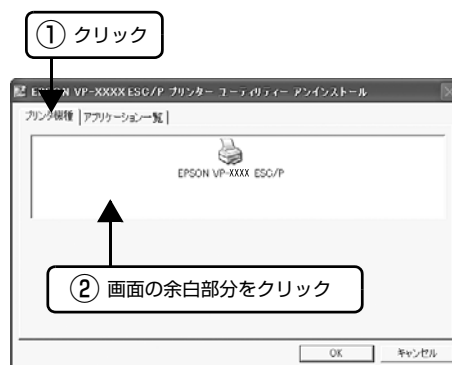 ① クリック
EPSON VP-XXXX ESC/P プリンター ユーティリティー アンインストール
プリンタ機種 アプリケーション一覧
EPSON VP-XXXX ESC/P
② 画面の余白部分をクリック
OK キャンセル